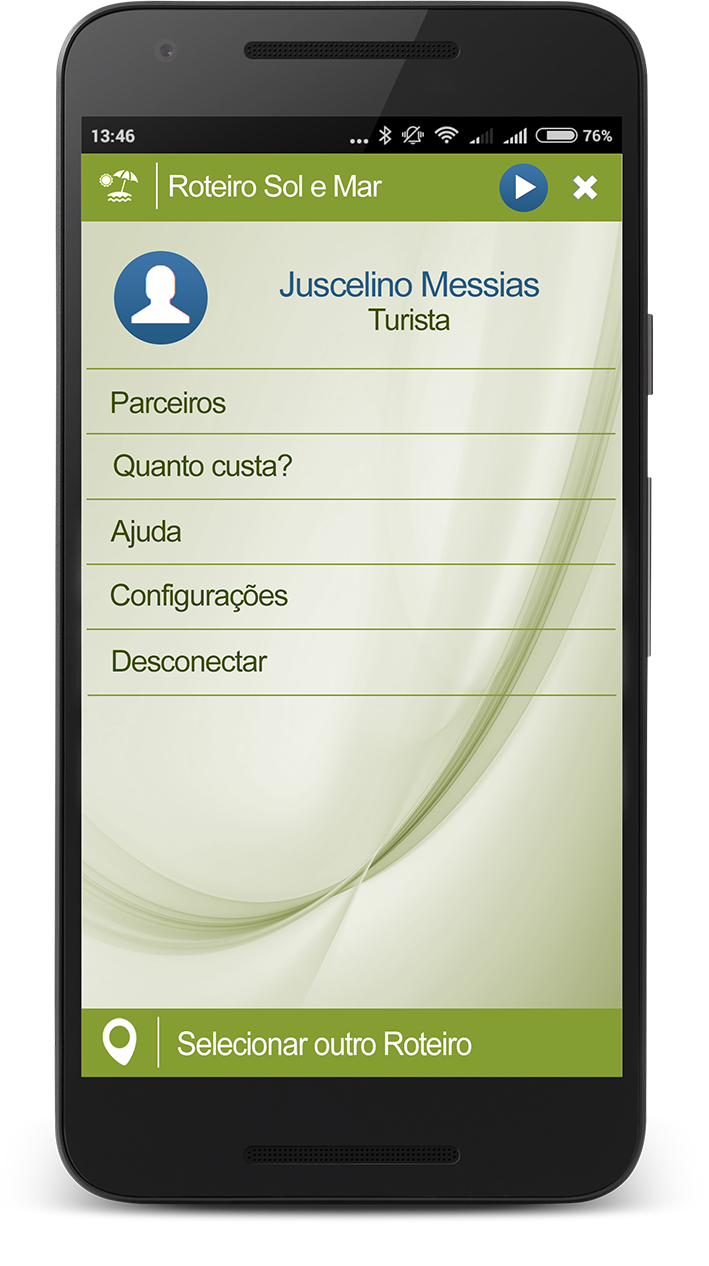 13:46
76%
Roteiro Sol e Mar
Juscelino Messias
Turista
Parceiros
Quanto custa?
Ajuda
Configurações
Desconectar
Selecionar outro Roteiro